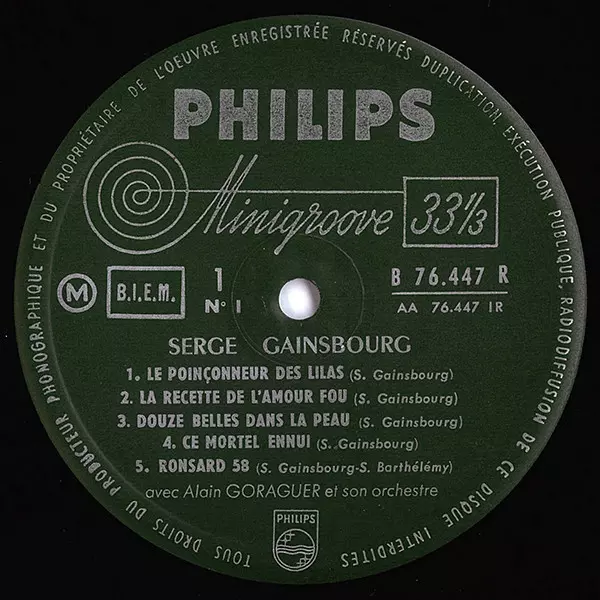 TOUS DROITS DU PRODUCTEUR PHONOGRAPHIQUE ET DU PROPRIÉTAIRE DE L'OEUVRE ENREGISTRÉE RÉSERVÉS DUPLICATION, EXÉCUTION PUBLIQUE, RADIODIFFUSION DE CE DISQUE INTERDITES
PHILIPS
Minigroove 33⅓
M B.I.E.M. 1 B 76.447 R
N° I AA 76.447 IR
SERGE GAINSBOURG
1. LE POINÇONNEUR DES LILAS (S. Gainsbourg)
2. LA RECETTE DE L'AMOUR FOU (S. Gainsbourg)
3. DOUZE BELLES DANS LA PEAU (S. Gainsbourg)
4. CE MORTEL ENNUI (S. Gainsbourg)
5. RONSARD 58 (S. Gainsbourg-S. Barthélémy)
avec Alain GORAGUER et son orchestre
PHILIPS